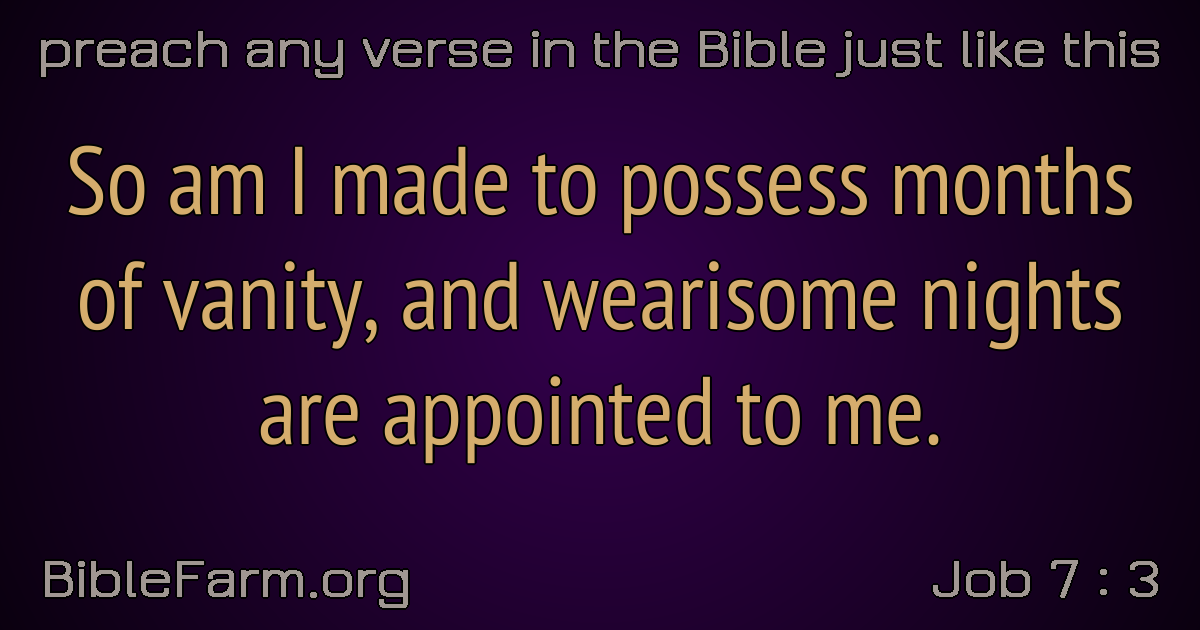 preach any verse in the Bible just like this
So am I made to possess months
of vanity, and wearisome nights
are appointed to me.
BibleFarm.org
Job 7 : 3